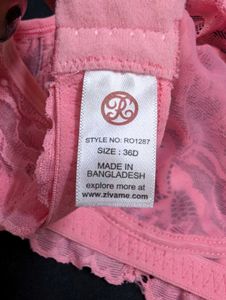 STYLE NO: RO1287
SIZE : 36D
MADE IN
BANGLADESH
explore more at
www.zivame.com